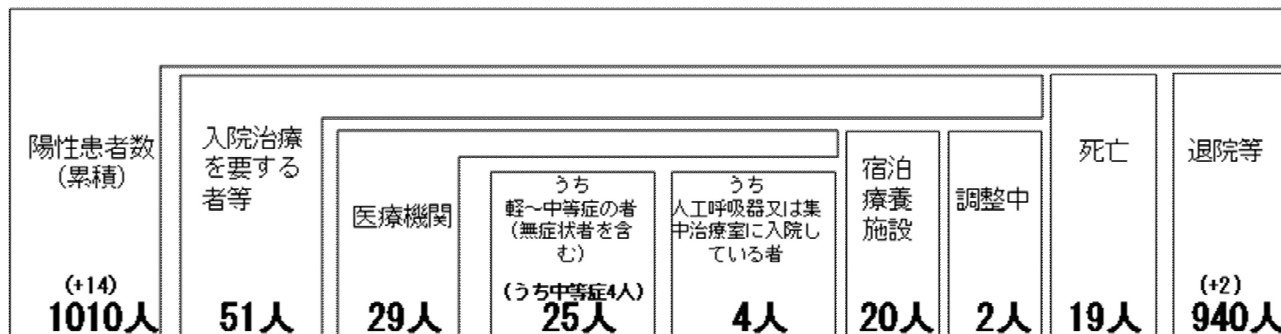 陽性患者数
(累積)
(+14)
1010人
入院治療
を要する
者等
51人
医療機関
29人
うち
軽~中等症の者
(無症状者を含
む)
(うち中等症4人)
25人
うち
人工呼吸器又は集
中治療室に入院し
ている者
4人
宿泊
療養
施設
20人
調整中
2人
死亡
19人
退院等
(+2)
940人